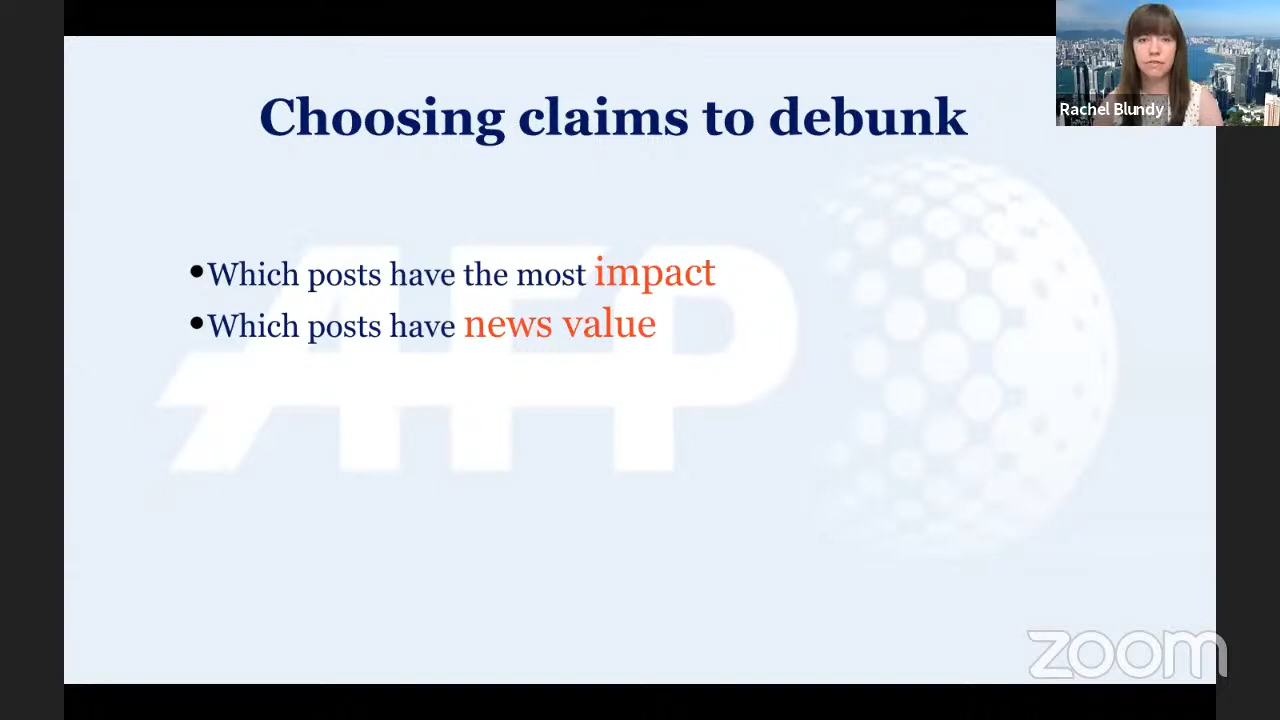 Choosing claims to debunk
Rachel Blundy
•Which posts have the most impact
•Which posts have news value
AFP
zoom